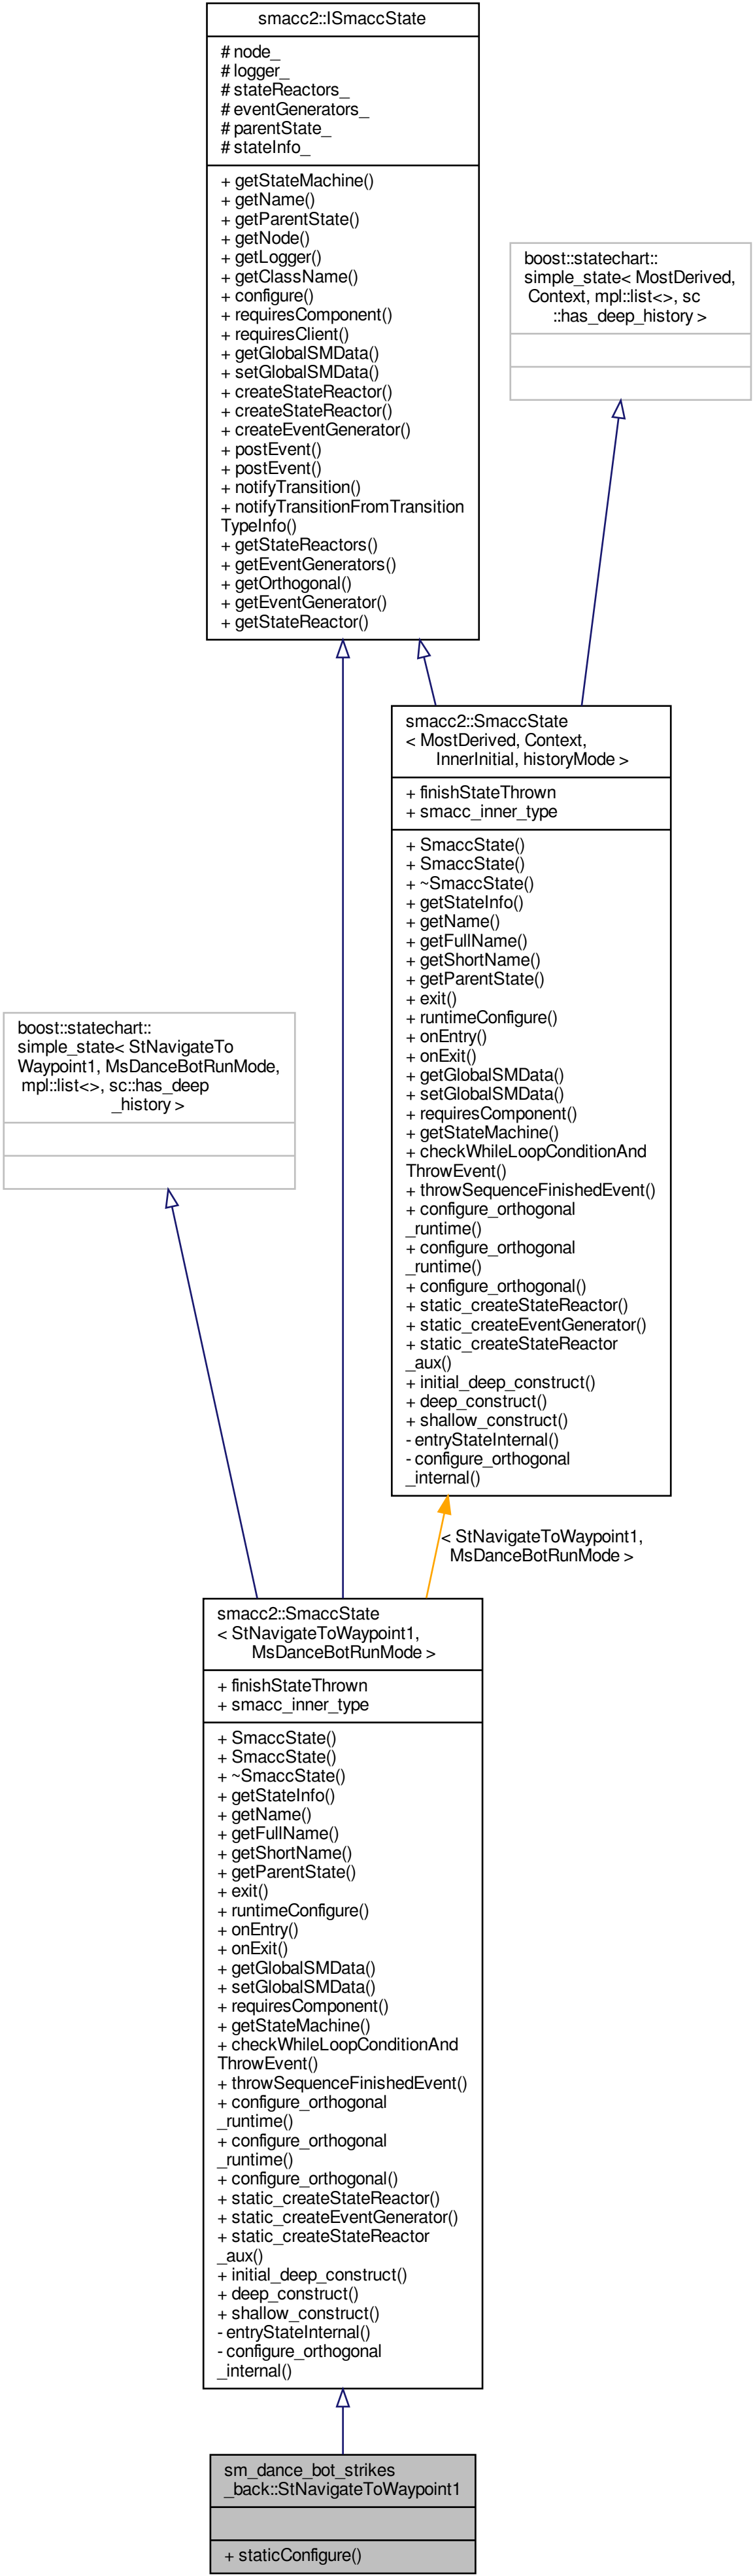 smacc2::ISmaccState
# node_
# logger_
# stateReactors_
# eventGenerators_
# parentState_
# stateInfo_
+ getStateMachine()
+ getName()
+ getParentState()
+ getNode()
+ getLogger()
+ getClassName()
+ configure()
+ requiresComponent()
+ requiresClient()
+ getGlobalSMData()
+ setGlobalSMData()
+ createStateReactor()
+ createStateReactor()
+ createEventGenerator()
+ postEvent()
+ postEvent()
+ notifyTransition()
+ notifyTransitionFromTransition
TypeInfo()
+ getStateReactors()
+ getEventGenerators()
+ getOrthogonal()
+ getEventGenerator()
+ getStateReactor()
boost::statechart::
simple_state< MostDerived,
Context, mpl::list<>, sc
::has_deep_history >
smacc2::SmaccState
< MostDerived, Context,
InnerInitial, historyMode >
+ finishStateThrown
+ smacc_inner_type
+ SmaccState()
+ SmaccState()
+ ~SmaccState()
+ getStateInfo()
+ getName()
+ getFullName()
+ getShortName()
+ getParentState()
+ exit()
+ runtimeConfigure()
+ onEntry()
+ onExit()
+ getGlobalSMData()
+ setGlobalSMData()
+ requiresComponent()
+ getStateMachine()
+ checkWhileLoopConditionAnd
ThrowEvent()
+ throwSequenceFinishedEvent()
+ configure_orthogonal
_runtime()
+ configure_orthogonal
_runtime()
+ configure_orthogonal()
+ static_createStateReactor()
+ static_createEventGenerator()
+ static_createStateReactor
_aux()
+ initial_deep_construct()
+ deep_construct()
+ shallow_construct()
- entryStateInternal()
- configure_orthogonal
_internal()
boost::statechart::
simple_state< StNavigateTo
Waypoint1, MsDanceBotRunMode,
mpl::list<>, sc::has_deep
_history >
< StNavigateToWaypoint1,
MsDanceBotRunMode >
smacc2::SmaccState
< StNavigateToWaypoint1,
MsDanceBotRunMode >
+ finishStateThrown
+ smacc_inner_type
+ SmaccState()
+ SmaccState()
+ ~SmaccState()
+ getStateInfo()
+ getName()
+ getFullName()
+ getShortName()
+ getParentState()
+ exit()
+ runtimeConfigure()
+ onEntry()
+ onExit()
+ getGlobalSMData()
+ setGlobalSMData()
+ requiresComponent()
+ getStateMachine()
+ checkWhileLoopConditionAnd
ThrowEvent()
+ throwSequenceFinishedEvent()
+ configure_orthogonal
_runtime()
+ configure_orthogonal
_runtime()
+ configure_orthogonal()
+ static_createStateReactor()
+ static_createEventGenerator()
+ static_createStateReactor
_aux()
+ initial_deep_construct()
+ deep_construct()
+ shallow_construct()
- entryStateInternal()
- configure_orthogonal
_internal()
sm_dance_bot_strikes
_back::StNavigateToWaypoint1
+ staticConfigure()